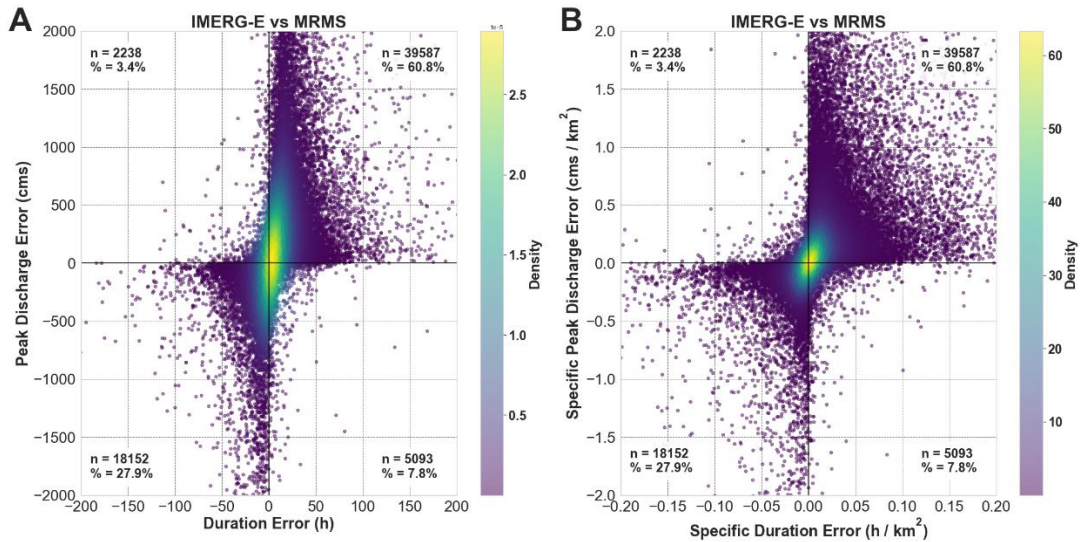 A
IMERG-E vs MRMS
1e-5
2000
1500
1000
500
0
−500
−1000
−1500
−2000
Peak Discharge Error (cms)
n = 2238
% = 3.4%
n = 39587
% = 60.8%
n = 18152
% = 27.9%
n = 5093
% = 7.8%
−200 −150 −100 −50 0 50 100 150 200
Duration Error (h)
2.5
2.0
1.5
1.0
0.5
Density
B
IMERG-E vs MRMS
2.0
1.5
1.0
0.5
0.0
−0.5
−1.0
−1.5
−2.0
Specific Peak Discharge Error (cms / km²)
n = 2238
% = 3.4%
n = 39587
% = 60.8%
n = 18152
% = 27.9%
n = 5093
% = 7.8%
−0.20 −0.15 −0.10 −0.05 0.00 0.05 0.10 0.15 0.20
Specific Duration Error (h / km²)
60
50
40
30
20
10
Density